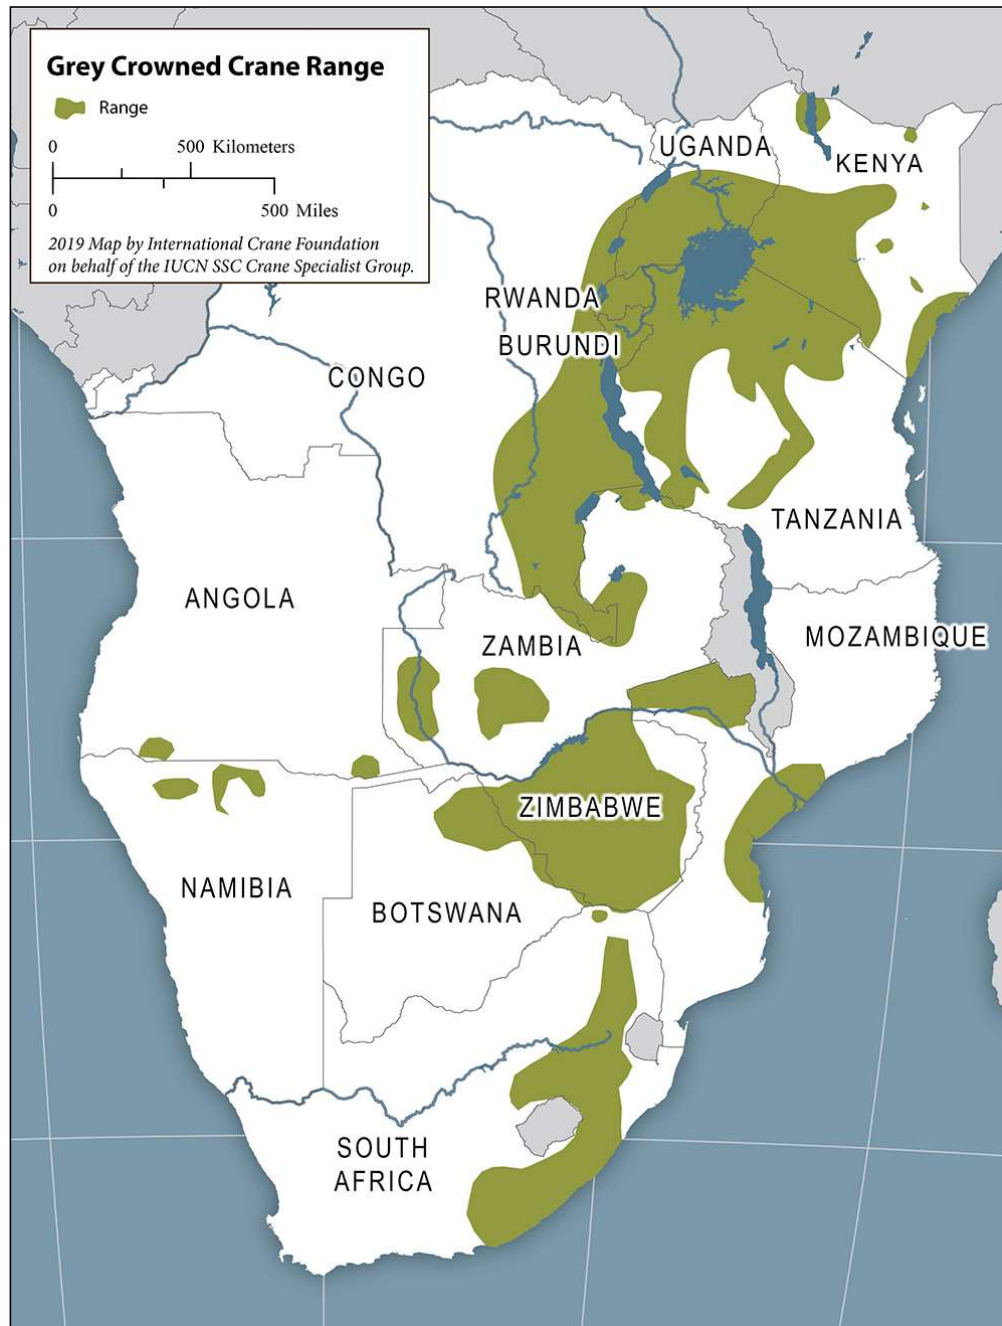 Grey Crowned Crane Range
Range
0 500 Kilometers
0 500 Miles
2019 Map by International Crane Foundation
on behalf of the IUCN SSC Crane Specialist Group.
UGANDA
KENYA
RWANDA
BURUNDI
CONGO
TANZANIA
ANGOLA
ZAMBIA
MOZAMBIQUE
ZIMBABWE
NAMIBIA
BOTSWANA
SOUTH
AFRICA